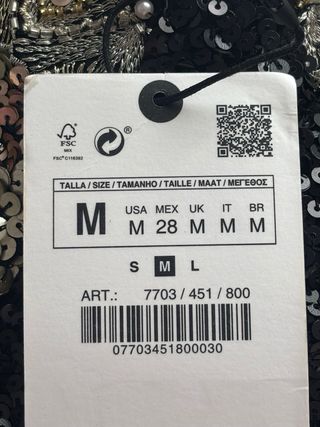 FSC
MIX
FSC® C116382
®
TALLA / SIZE / TAMANHO / TAILLE / MAAT / ΜΕΓΕΘΟΣ
M
USA MEX UK IT BR
M 28 M M M
S M L
ART.: 7703 / 451 / 800
07703451800030